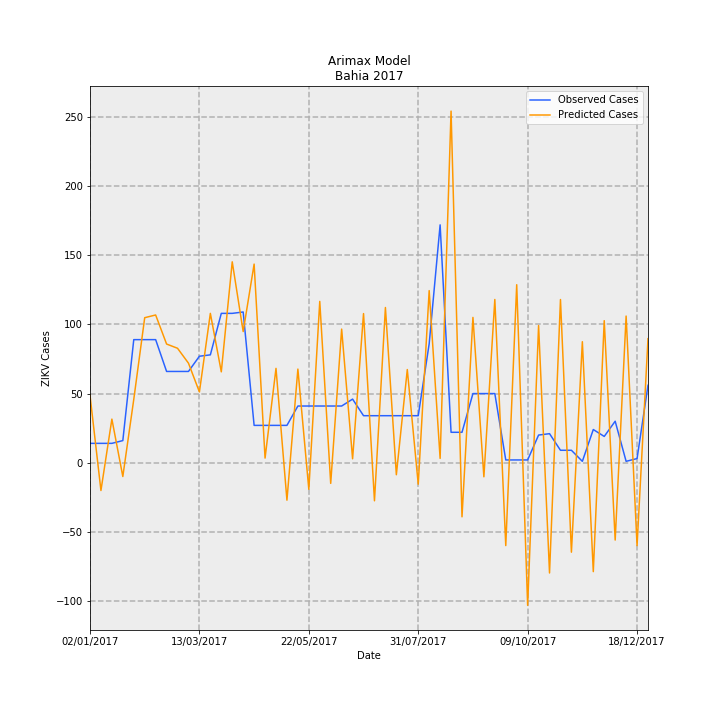 Arimax Model
Bahia 2017
Observed Cases
Predicted Cases
250
200
150
100
50
0
−50
−100
ZIKV Cases
02/01/2017 13/03/2017 22/05/2017 31/07/2017 09/10/2017 18/12/2017
Date